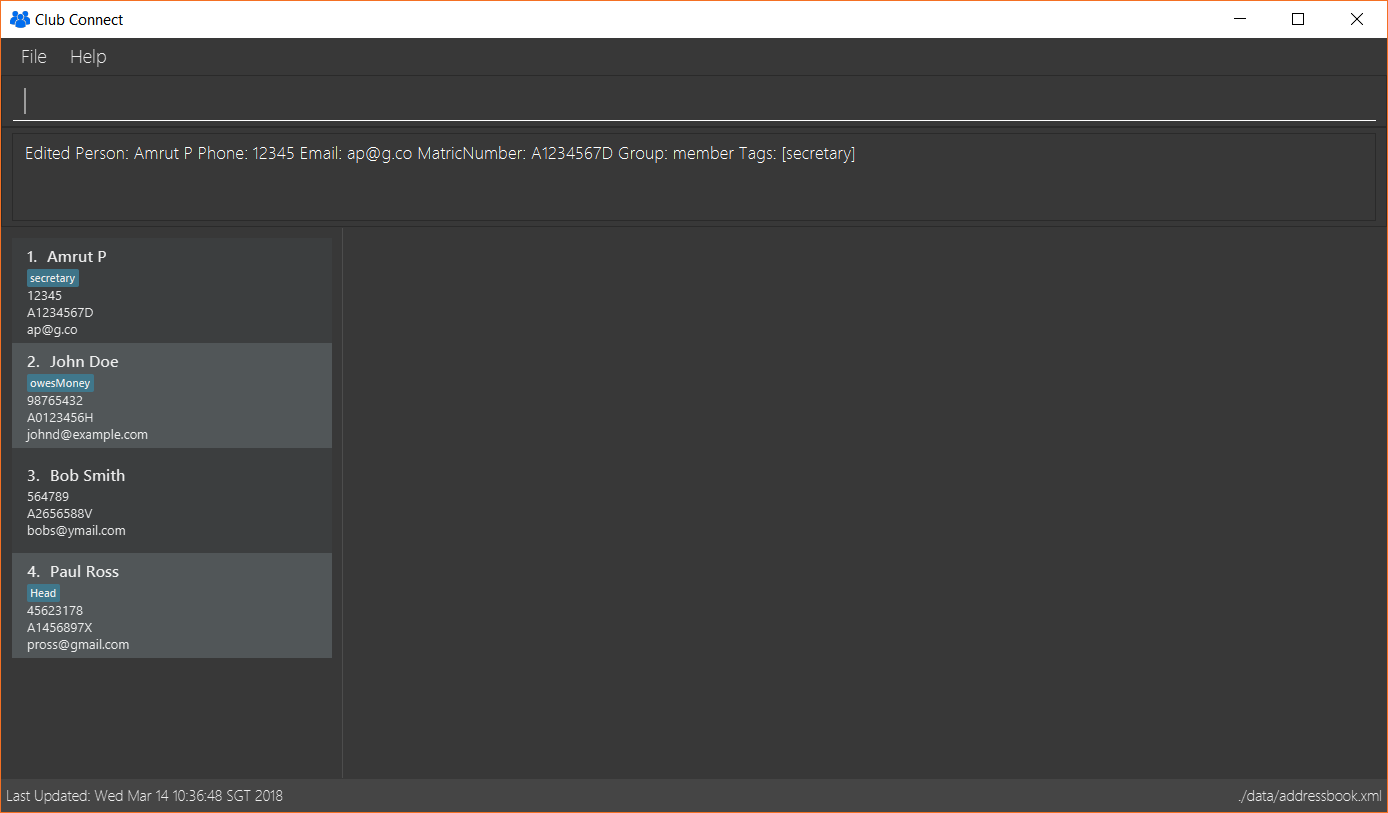 Club Connect
File Help
Edited Person: Amrut P Phone: 12345 Email: ap@g.co MatricNumber: A1234567D Group: member Tags: [secretary]
1. Amrut P
secretary
12345
A1234567D
ap@g.co
2. John Doe
owesMoney
98765432
A0123456H
johnd@example.com
3. Bob Smith
564789
A2656588V
bobs@ymail.com
4. Paul Ross
Head
45623178
A1456897X
pross@gmail.com
Last Updated: Wed Mar 14 10:36:48 SGT 2018
./data/addressbook.xml